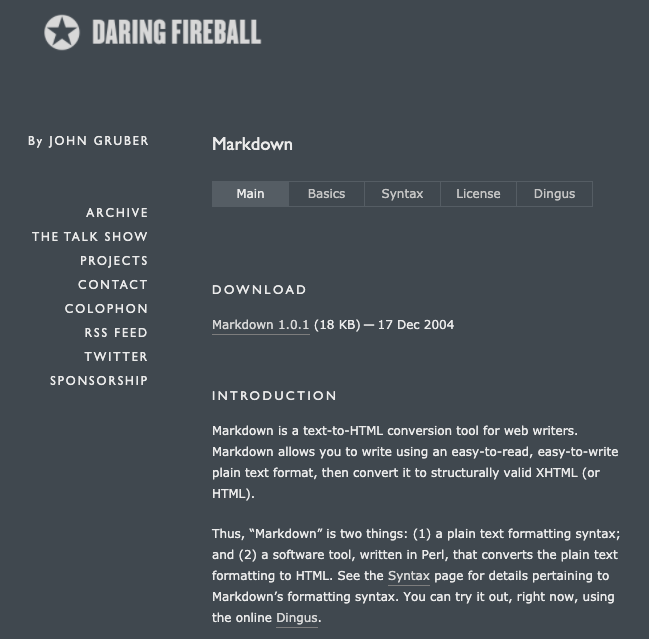 DARING FIREBALL
By JOHN GRUBER
ARCHIVE
THE TALK SHOW
PROJECTS
CONTACT
COLOPHON
RSS FEED
TWITTER
SPONSORSHIP
Markdown
Main Basics Syntax License Dingus
DOWNLOAD
Markdown 1.0.1 (18 KB) — 17 Dec 2004
INTRODUCTION
Markdown is a text-to-HTML conversion tool for web writers.
Markdown allows you to write using an easy-to-read, easy-to-write
plain text format, then convert it to structurally valid XHTML (or
HTML).
Thus, “Markdown” is two things: (1) a plain text formatting syntax;
and (2) a software tool, written in Perl, that converts the plain text
formatting to HTML. See the Syntax page for details pertaining to
Markdown’s formatting syntax. You can try it out, right now, using
the online Dingus.